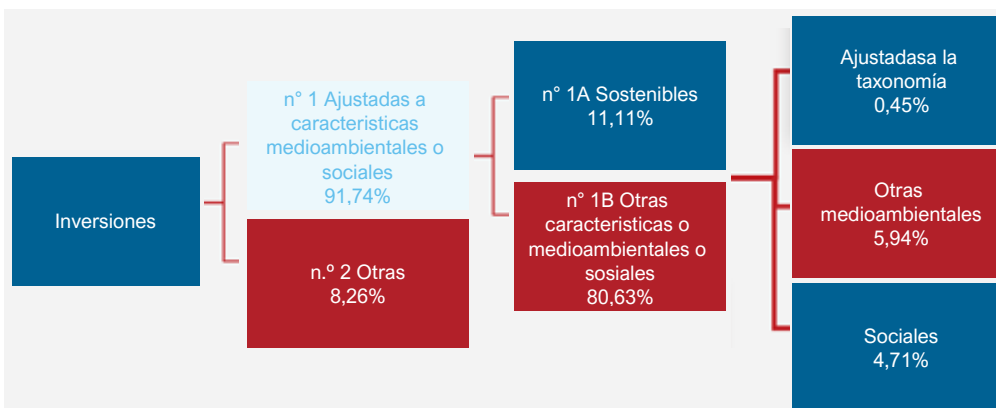 Inversiones
n° 1 Ajustadas a
caracteristicas
medioambientales o
sociales
91,74%
n.º 2 Otras
8,26%
n° 1A Sostenibles
11,11%
n° 1B Otras
caracteristicas o
medioambientales o
sosiales
80,63%
Ajustadasa la
taxonomía
0,45%
Otras
medioambientales
5,94%
Sociales
4,71%